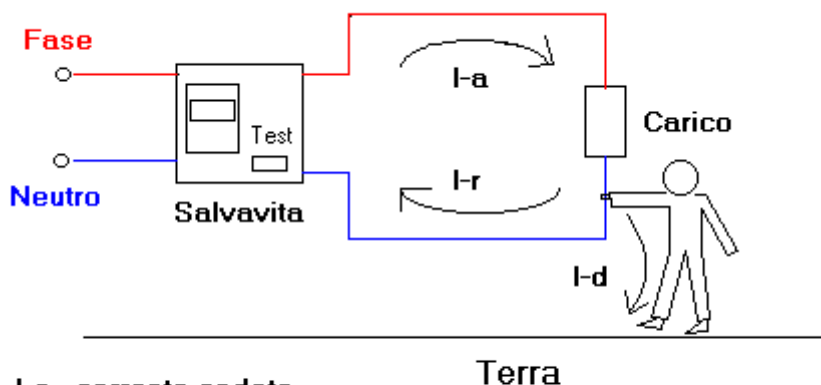 Fase
I-a
Test
Carico
I-r
Neutro
Salvavita
I-d
Terra